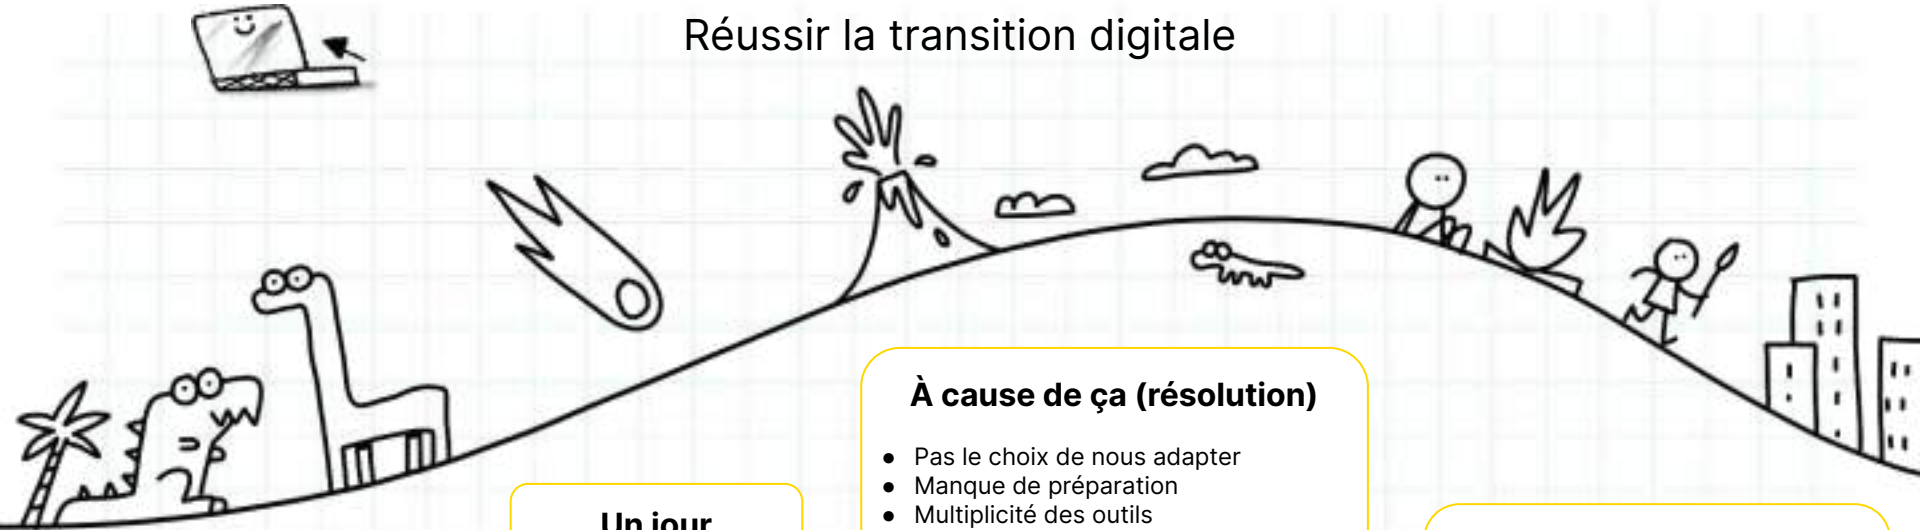 Réussir la transition digitale
À cause de ça (résolution)
● Pas le choix de nous adapter
● Manque de préparation
● Multiplicité des outils
Un jour